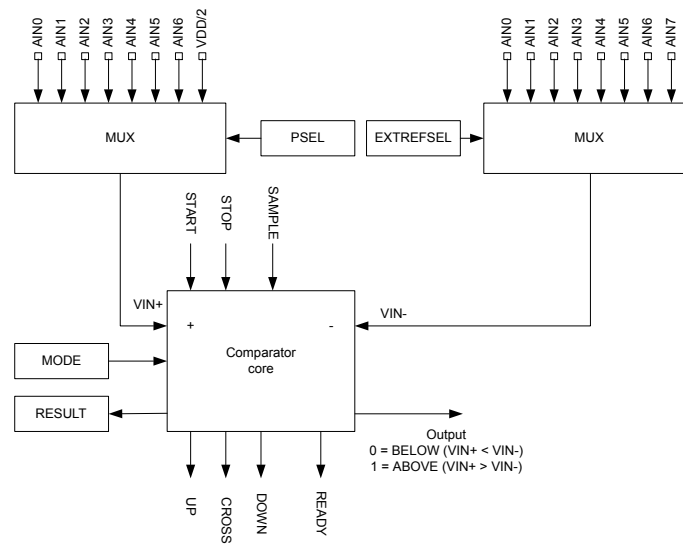 AIN0
AIN1
AIN2
AIN3
AIN4
AIN5
AIN6
VDD/2
AIN0
AIN1
AIN2
AIN3
AIN4
AIN5
AIN6
AIN7
MUX
PSEL
EXTREFSEL
MUX
START
STOP
SAMPLE
VIN+
VIN-
+
-
Comparator
core
MODE
RESULT
Output
0 = BELOW (VIN+ < VIN-)
1 = ABOVE (VIN+ > VIN-)
UP
CROSS
DOWN
READY